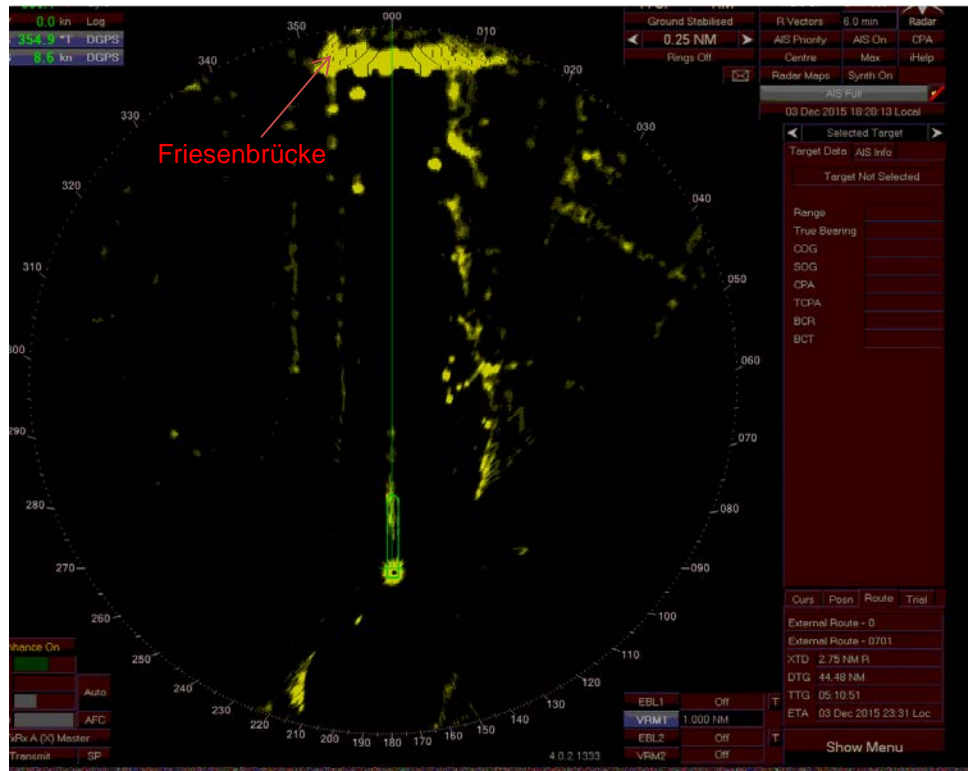 0.0 kn Log
354.9 °T DGPS
8.6 kn DGPS
Ground Stabilised
0.25 NM
Rings Off
R Vectors 6.0 min Radar
AIS Priority AIS On CPA
Centre Max iHelp
Radar Maps Synth On
AIS Full
03 Dec 2015 18:20:13 Local
Selected Target
Target Data AIS Info
Target Not Selected
Range
True Bearing
COG
SOG
CPA
TCPA
BCR
BCT
Friesenbrücke
000
010
020
030
040
050
060
070
080
090
100
110
120
130
140
150
160
170
180
190
200
210
220
230
240
250
260
270
280
290
300
310
320
330
340
350
Curs Posn Route Trial
External Route - 0
External Route - 0701
XTD 2.75 NM R
DTG 44.48 NM
TTG 05:10:51
ETA 03 Dec 2015 23.31 Loc
Show Menu
nhance On
Auto
AFC
xRx A (X) Master
Transmit SP
EBL1 Off T
VRM1 1.000 NM
EBL2 Off T
VRM2 Off
4.0.2.1333